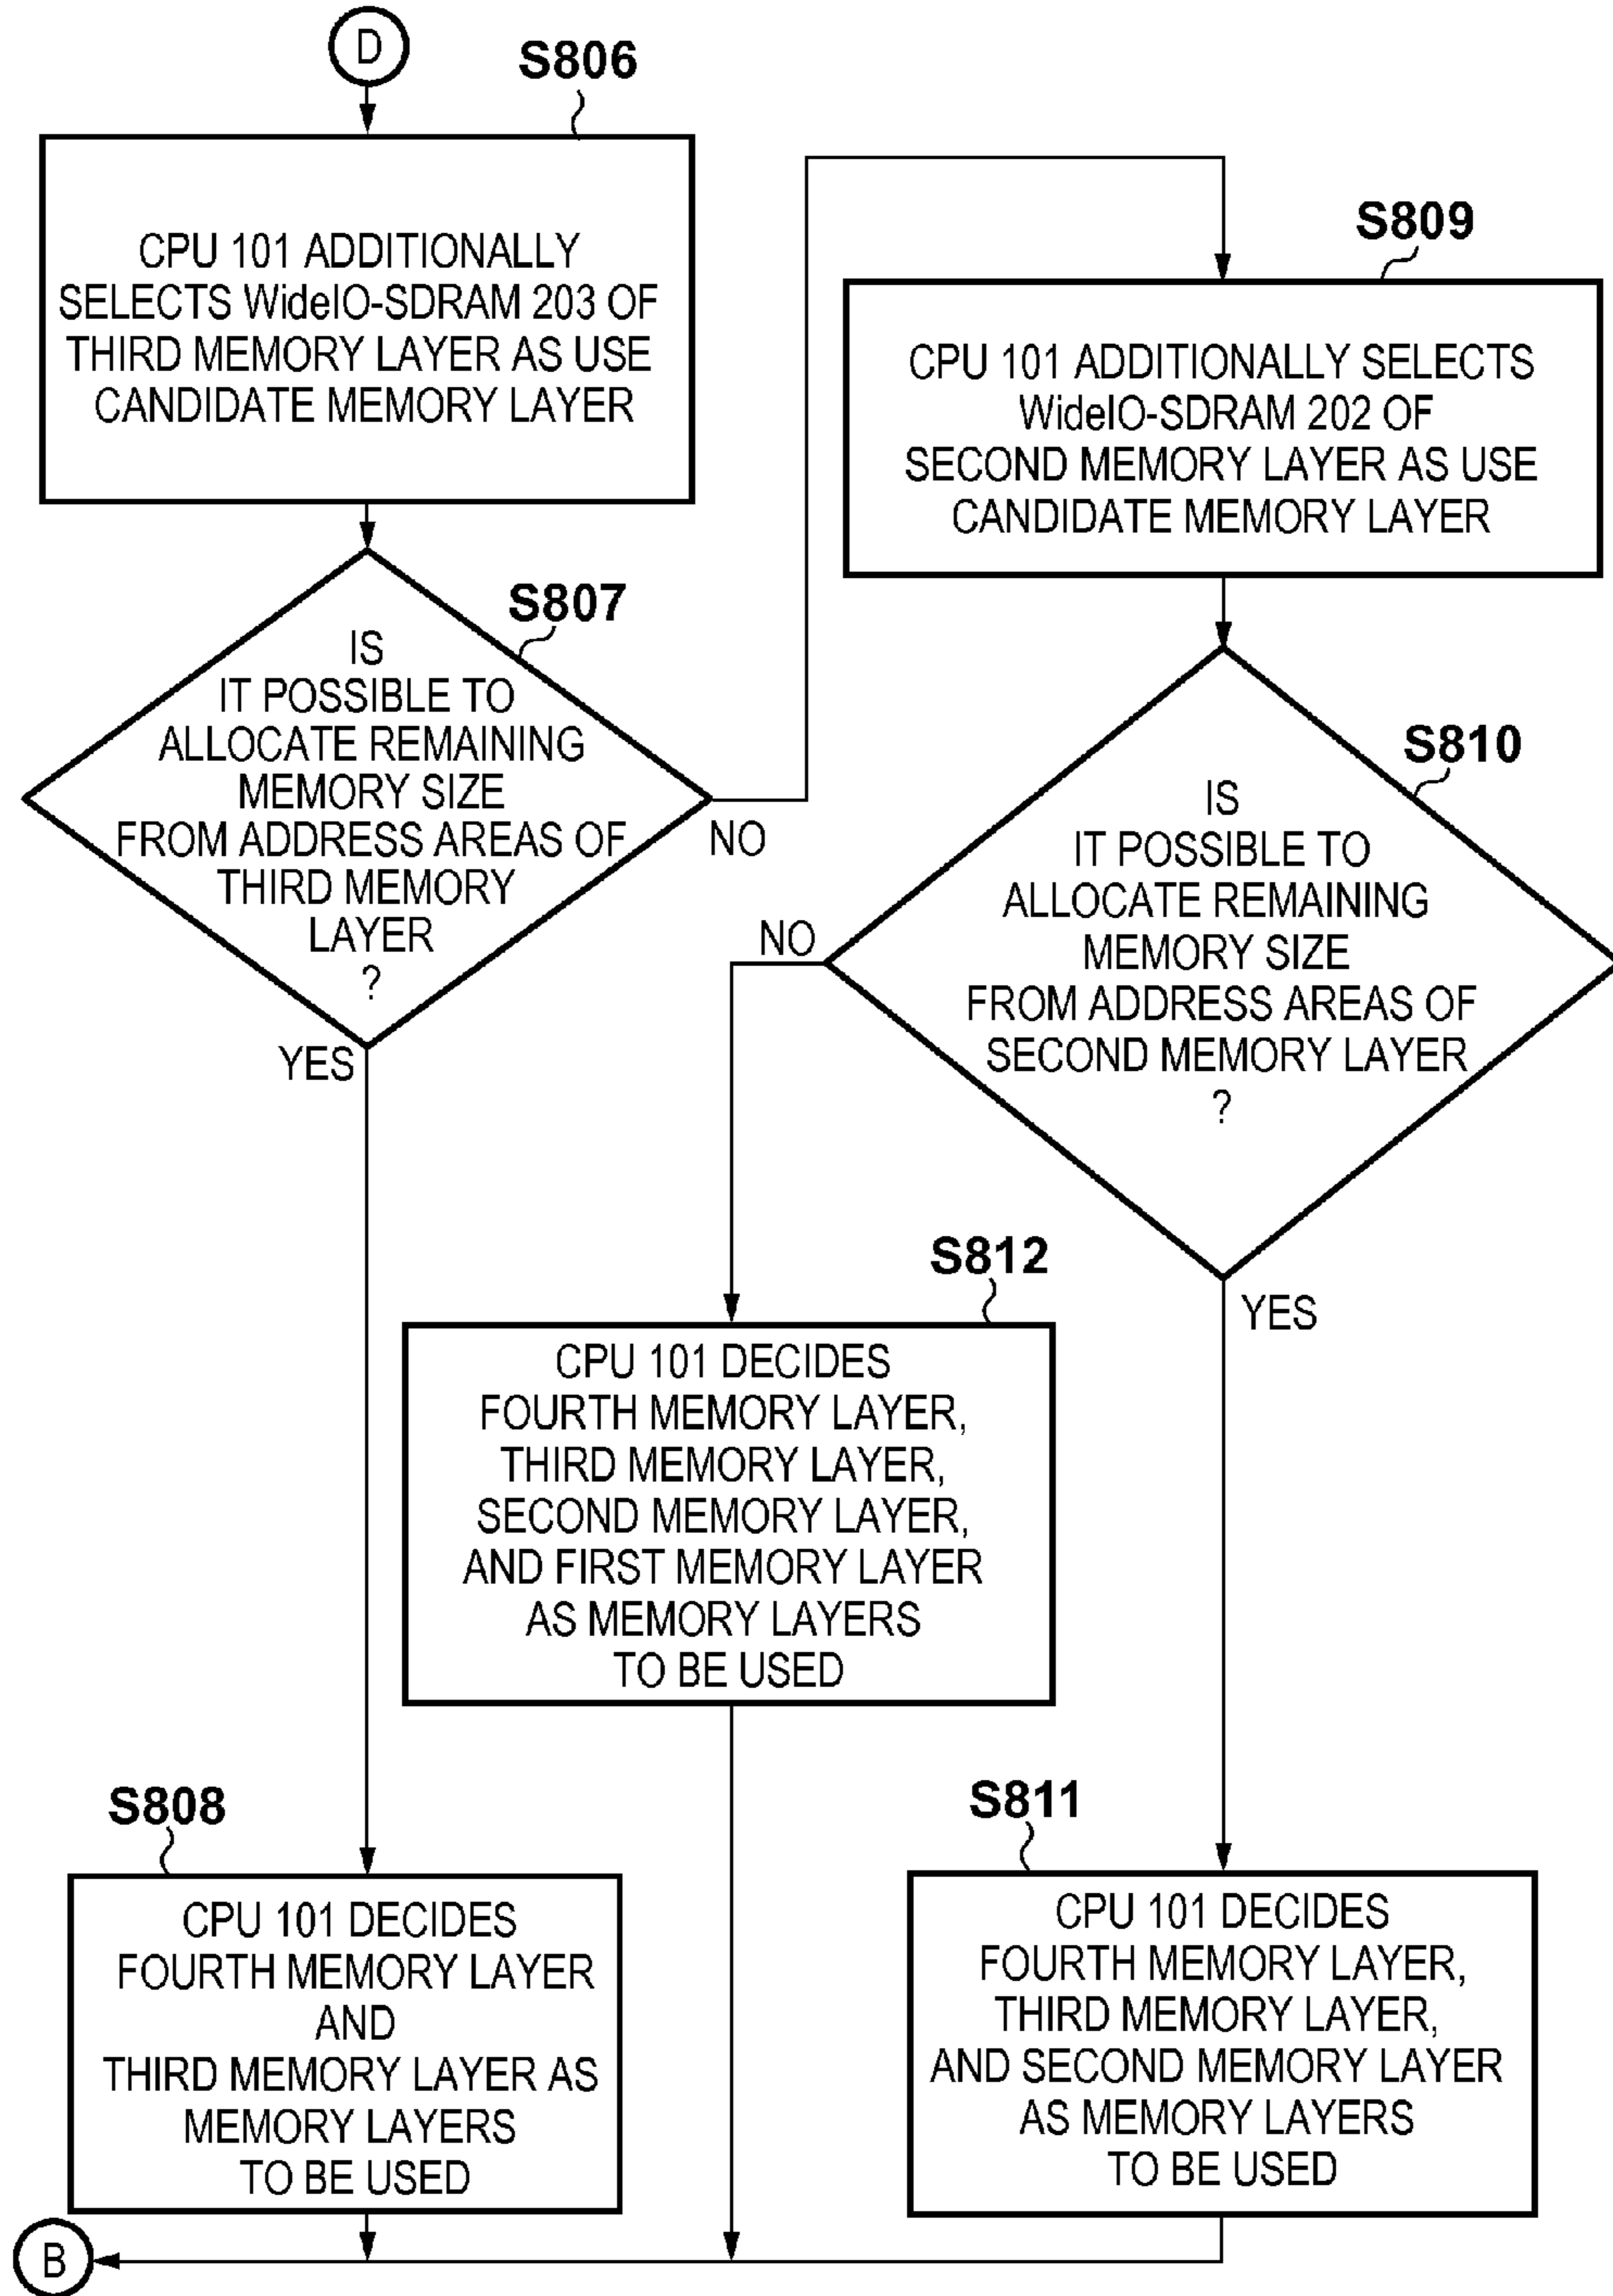 D
S806
CPU 101 ADDITIONALLY
SELECTS WideIO-SDRAM 203 OF
THIRD MEMORY LAYER AS USE
CANDIDATE MEMORY LAYER
S807
IS
IT POSSIBLE TO
ALLOCATE REMAINING
MEMORY SIZE
FROM ADDRESS AREAS OF
THIRD MEMORY
LAYER
?
NO
YES
S809
CPU 101 ADDITIONALLY SELECTS
WideIO-SDRAM 202 OF
SECOND MEMORY LAYER AS USE
CANDIDATE MEMORY LAYER
S810
IS
IT POSSIBLE TO
ALLOCATE REMAINING
MEMORY SIZE
FROM ADDRESS AREAS OF
SECOND MEMORY LAYER
?
NO
YES
S812
CPU 101 DECIDES
FOURTH MEMORY LAYER,
THIRD MEMORY LAYER,
SECOND MEMORY LAYER,
AND FIRST MEMORY LAYER
AS MEMORY LAYERS
TO BE USED
S808
CPU 101 DECIDES
FOURTH MEMORY LAYER
AND
THIRD MEMORY LAYER AS
MEMORY LAYERS
TO BE USED
S811
CPU 101 DECIDES
FOURTH MEMORY LAYER,
THIRD MEMORY LAYER,
AND SECOND MEMORY LAYER
AS MEMORY LAYERS
TO BE USED
B